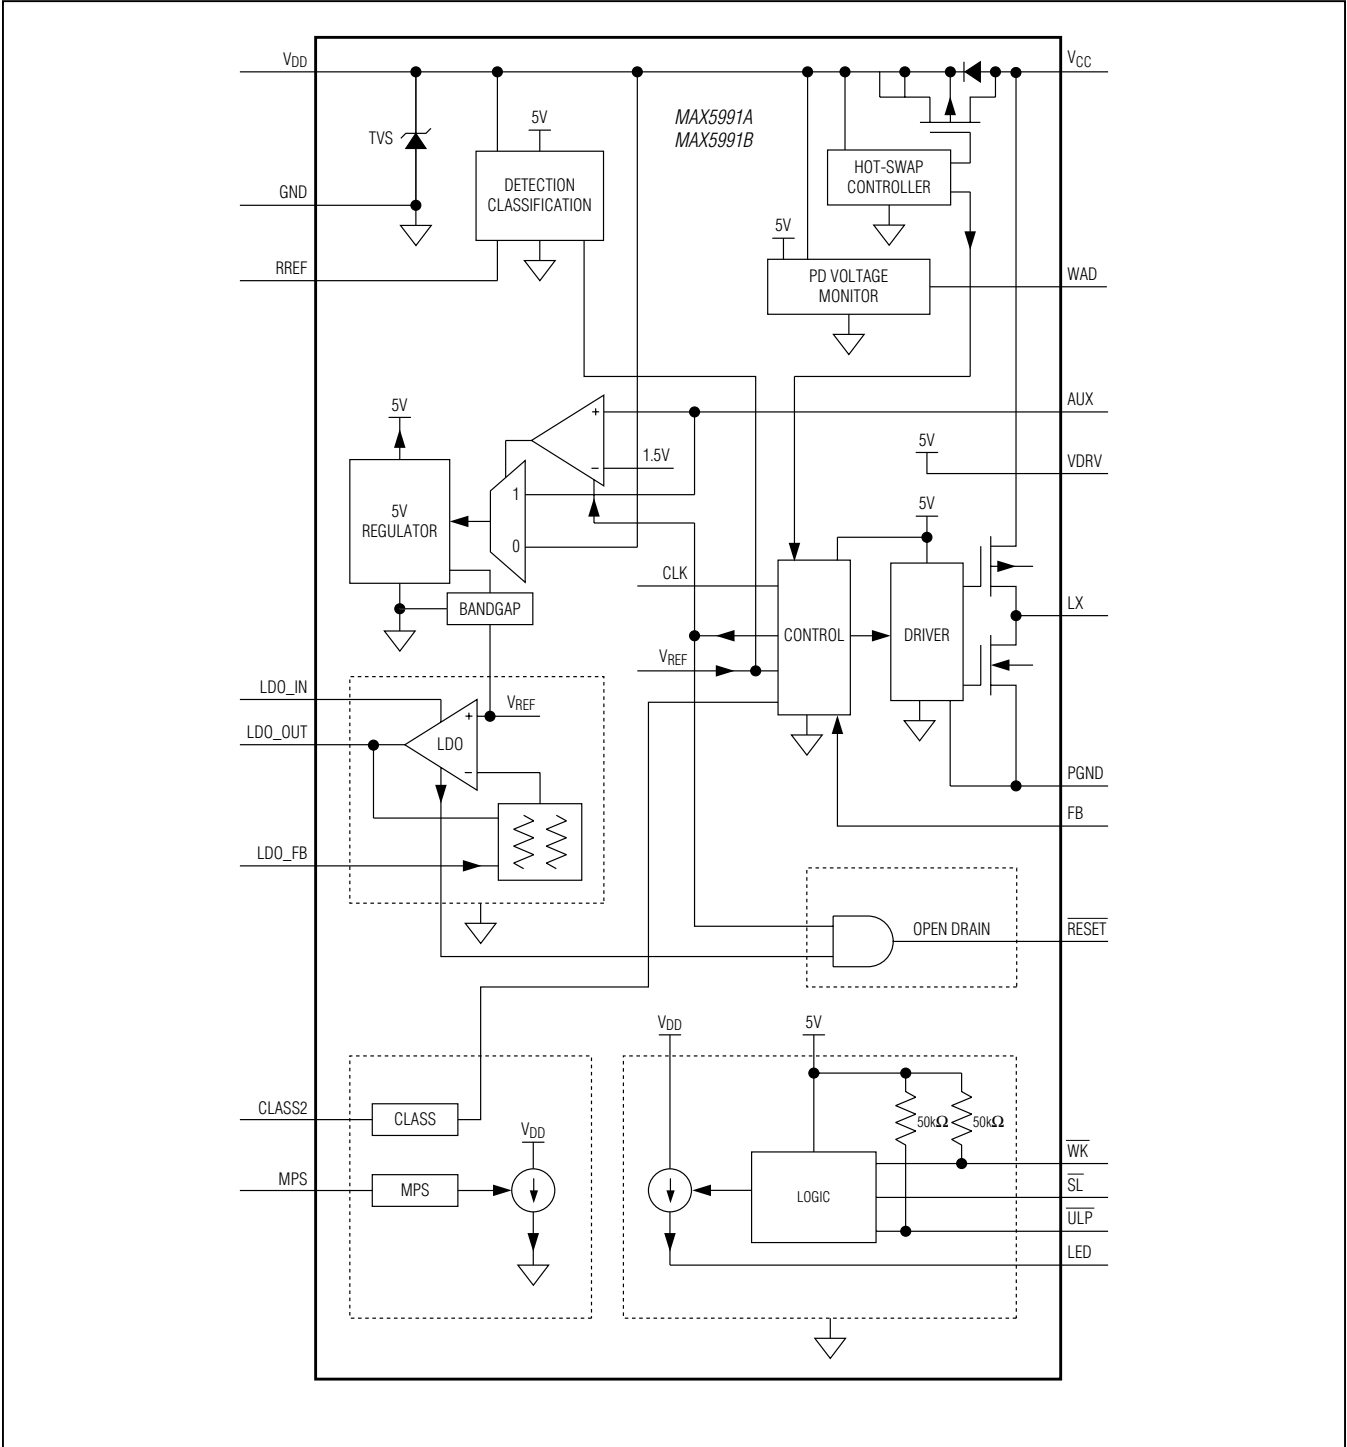 VDD
VCC
MAX5991A
MAX5991B
TVS
5V
DETECTION
CLASSIFICATION
HOT-SWAP
CONTROLLER
GND
5V
RREF
PD VOLTAGE
MONITOR
WAD
5V
AUX
+
5V
1.5V
−
VDRV
1
5V
5V
REGULATOR
0
CLK
BANDGAP
LX
CONTROL
DRIVER
VREF
LDO_IN
+
VREF
LDO_OUT
LDO
−
PGND
FB
LDO_FB
OPEN DRAIN
RESET
VDD
5V
CLASS2
CLASS
50kΩ
50kΩ
VDD
WK
MPS
MPS
LOGIC
SL
ULP
LED